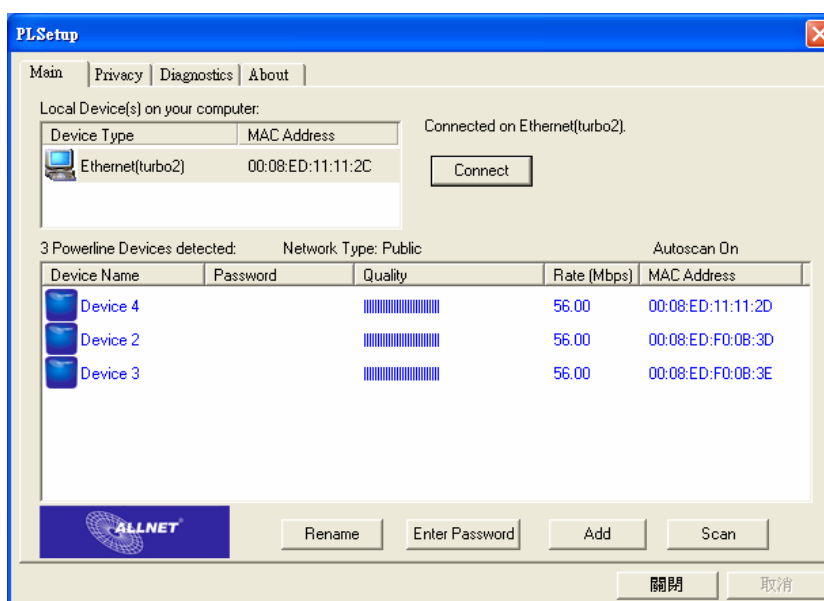 PLSetup
Main Privacy Diagnostics About
Local Device(s) on your computer:
Device Type MAC Address
Ethernet(turbo2) 00:08:ED:11:11:2C
Connected on Ethernet(turbo2).
Connect
3 Powerline Devices detected: Network Type: Public Autoscan On
Device Name Password Quality Rate (Mbps) MAC Address
Device 4 56.00 00:08:ED:11:11:2D
Device 2 56.00 00:08:ED:F0:0B:3D
Device 3 56.00 00:08:ED:F0:0B:3E
ALLNET
Rename Enter Password Add Scan
關閉 取消